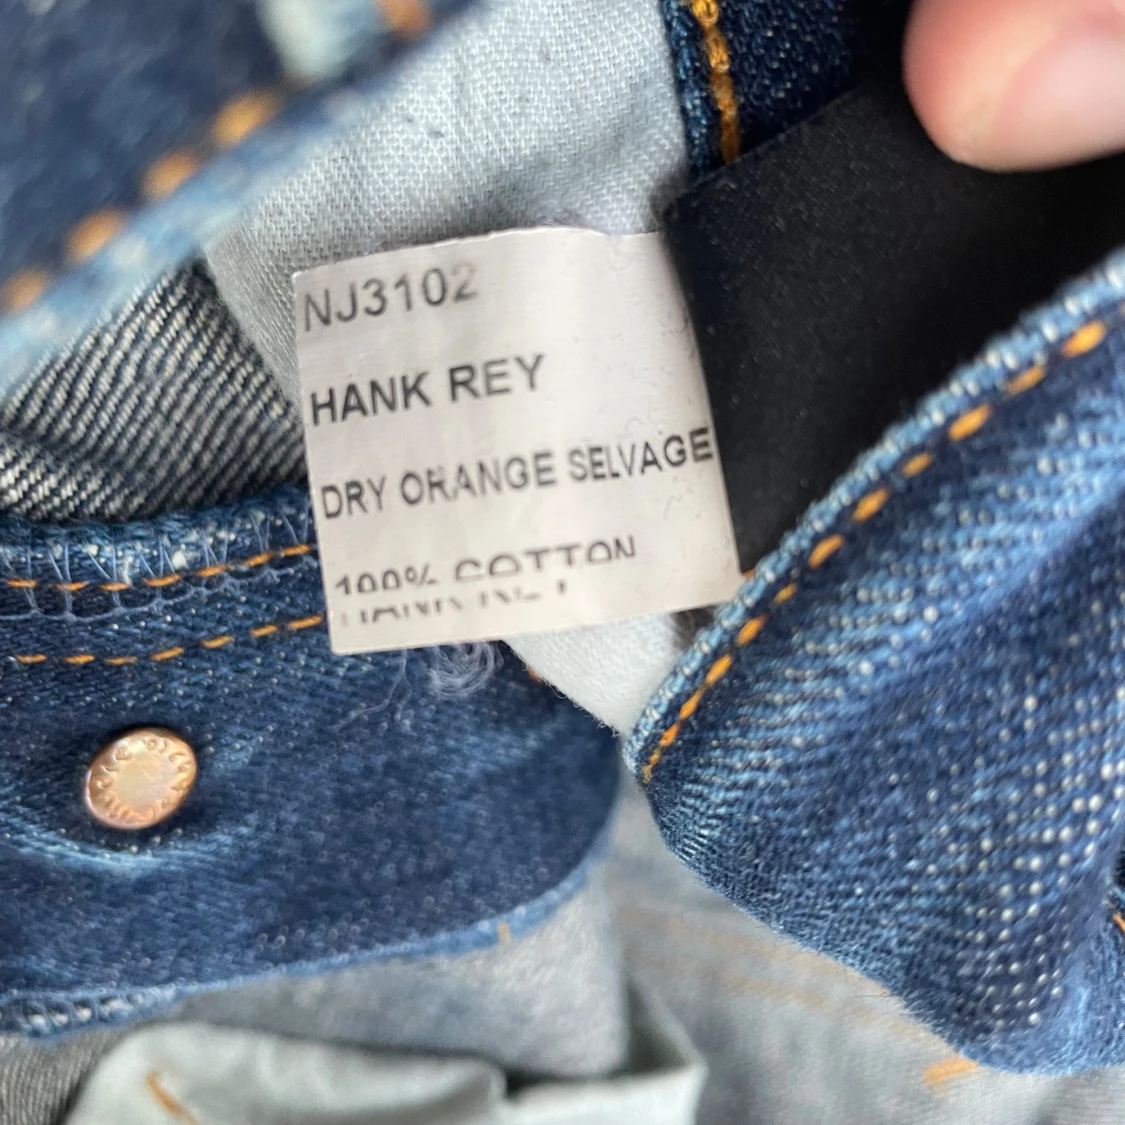 NJ3102
HANK REY
DRY ORANGE SELVAGE
100% COTTON